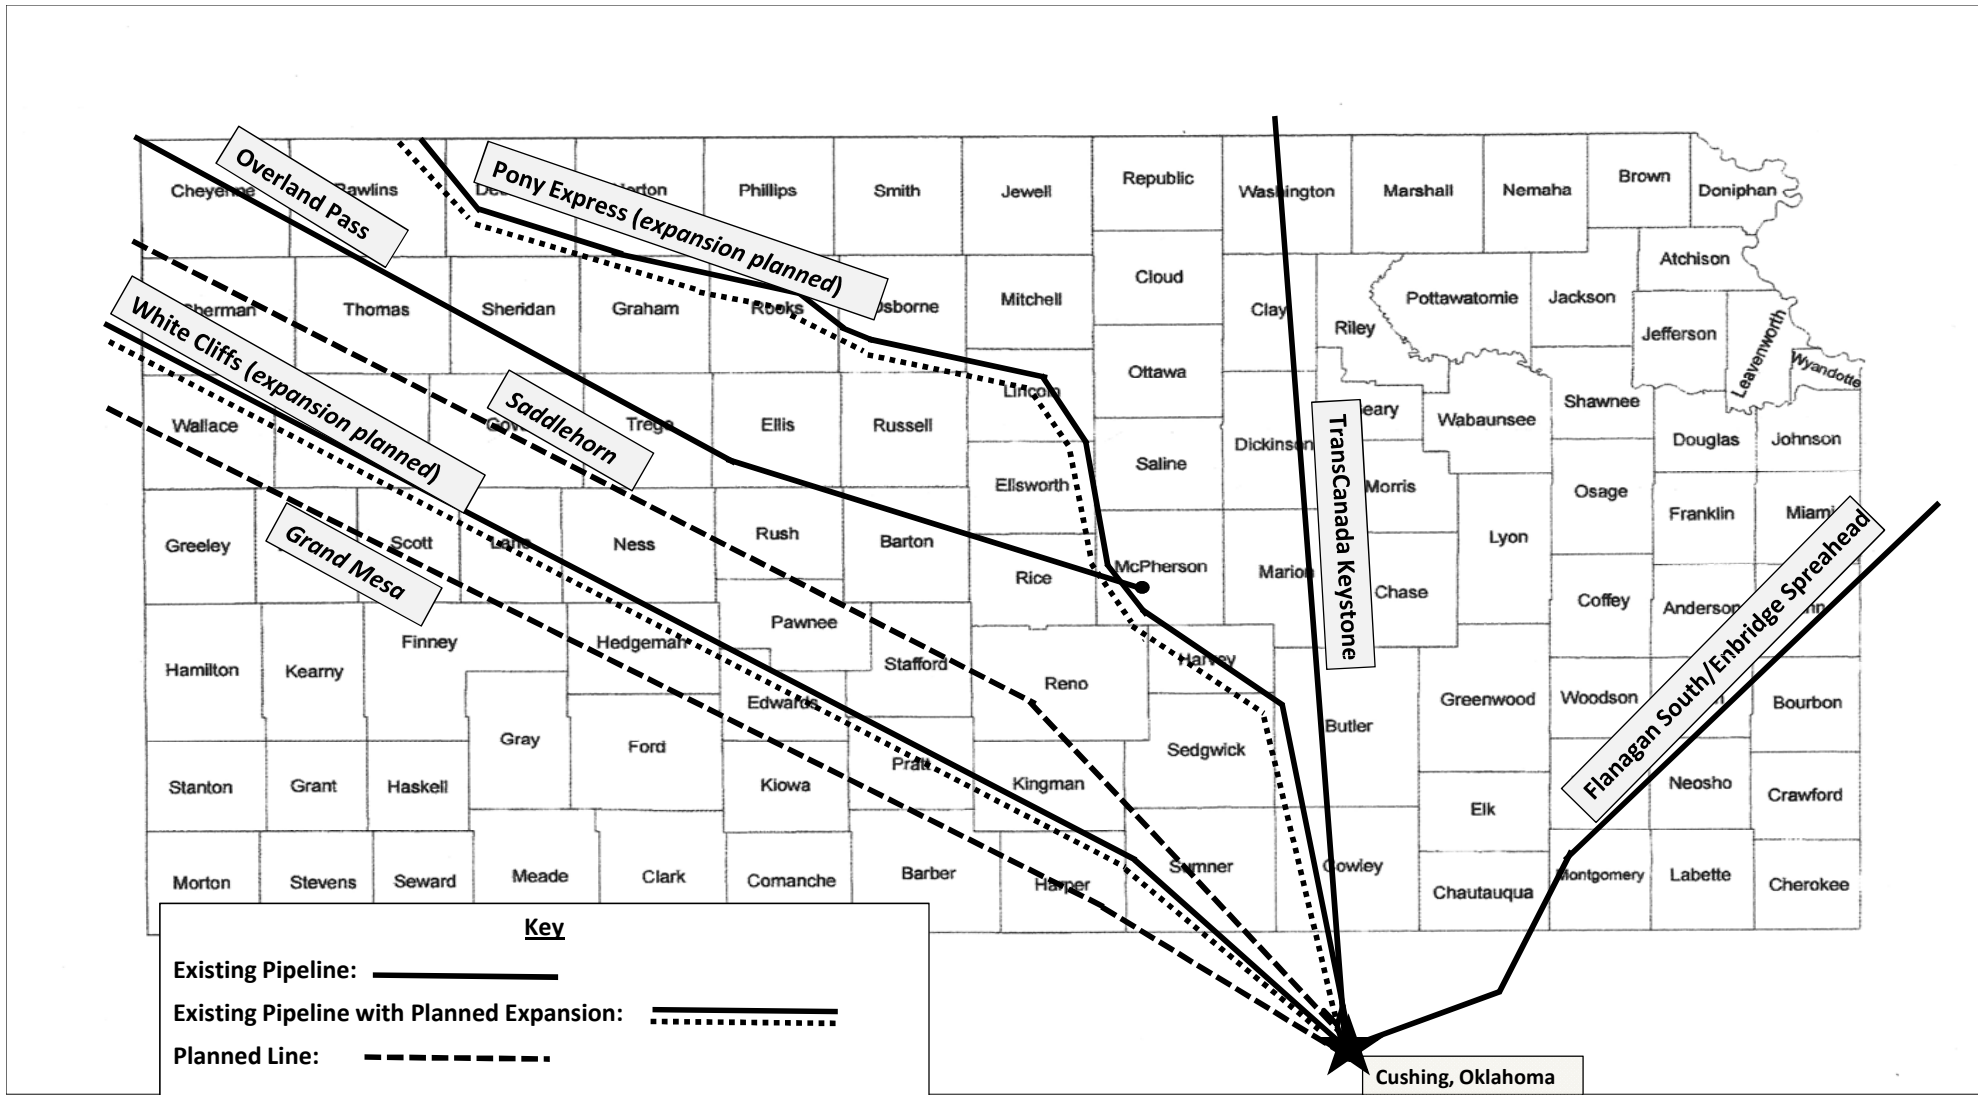 Republic
Brown
Cheyenne
Overland Pass
Rawlins
Pony Express (expansion planned)
Phillips
Smith
Jewell
Washington
Marshall
Nemaha
Doniphan
Atchison
Cloud
Sherman
Thomas
Sheridan
Graham
Rooks
Osborne
Mitchell
Clay
Riley
Pottawatomie
Jackson
Jefferson
Leavenworth
Wyandotte
White Cliffs (expansion planned)
Saddlehorn
Ottawa
Lincoln
Wallace
Trego
Ellis
Russell
Saline
Dickinson
TransCanada Keystone
Wabaunsee
Shawnee
Douglas
Johnson
Ellsworth
Morris
Osage
Franklin
Miami
Greeley
Grand Mesa
Scott
Lane
Ness
Rush
Barton
Rice
McPherson
Marion
Chase
Lyon
Coffey
Anderson
Flanagan South/Enbridge Spreahead
Hamilton
Kearny
Finney
Hedgeman
Pawnee
Stafford
Reno
Harvey
Edwards
Greenwood
Woodson
Bourbon
Gray
Ford
Sedgwick
Butler
Stanton
Grant
Haskell
Kiowa
Pratt
Kingman
Elk
Neosho
Crawford
Morton
Stevens
Seward
Meade
Clark
Comanche
Barber
Harper
Sumner
Cowley
Chautauqua
Montgomery
Labette
Cherokee
Key
Existing Pipeline:
Existing Pipeline with Planned Expansion:
Planned Line:
Cushing, Oklahoma